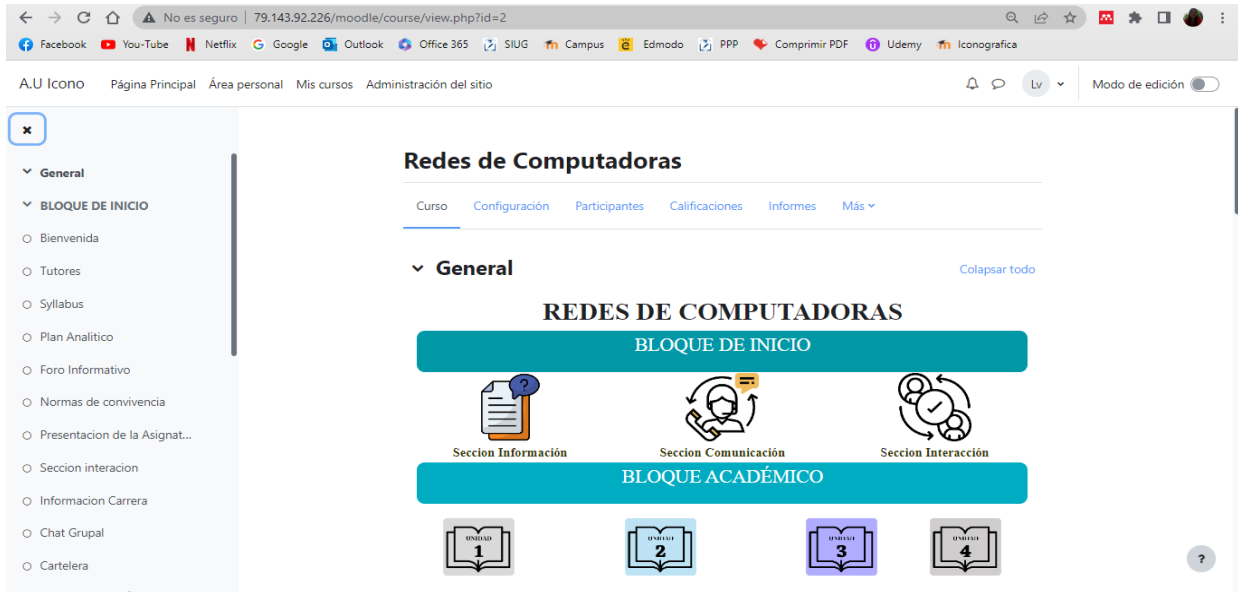 No es seguro | 79.143.92.226/moodle/course/view.php?id=2
Facebook You-Tube Netflix Google Outlook Office 365 SIUG Campus Edmodo PPP Comprimir PDF Udemy Iconografica
A.U Icono Página Principal Área personal Mis cursos Administración del sitio Lv Modo de edición
General
BLOQUE DE INICIO
Bienvenida
Tutores
Syllabus
Plan Analitico
Foro Informativo
Normas de convivencia
Presentacion de la Asignat...
Seccion interacion
Informacion Carrera
Chat Grupal
Cartelera
Redes de Computadoras
Curso Configuración Participantes Calificaciones Informes Más
General Colapsar todo
REDES DE COMPUTADORAS
BLOQUE DE INICIO
?
Seccion Información Seccion Comunicación Seccion Interacción
BLOQUE ACADÉMICO
UNIDAD UNIDAD UNIDAD UNIDAD
1 2 3 4
?